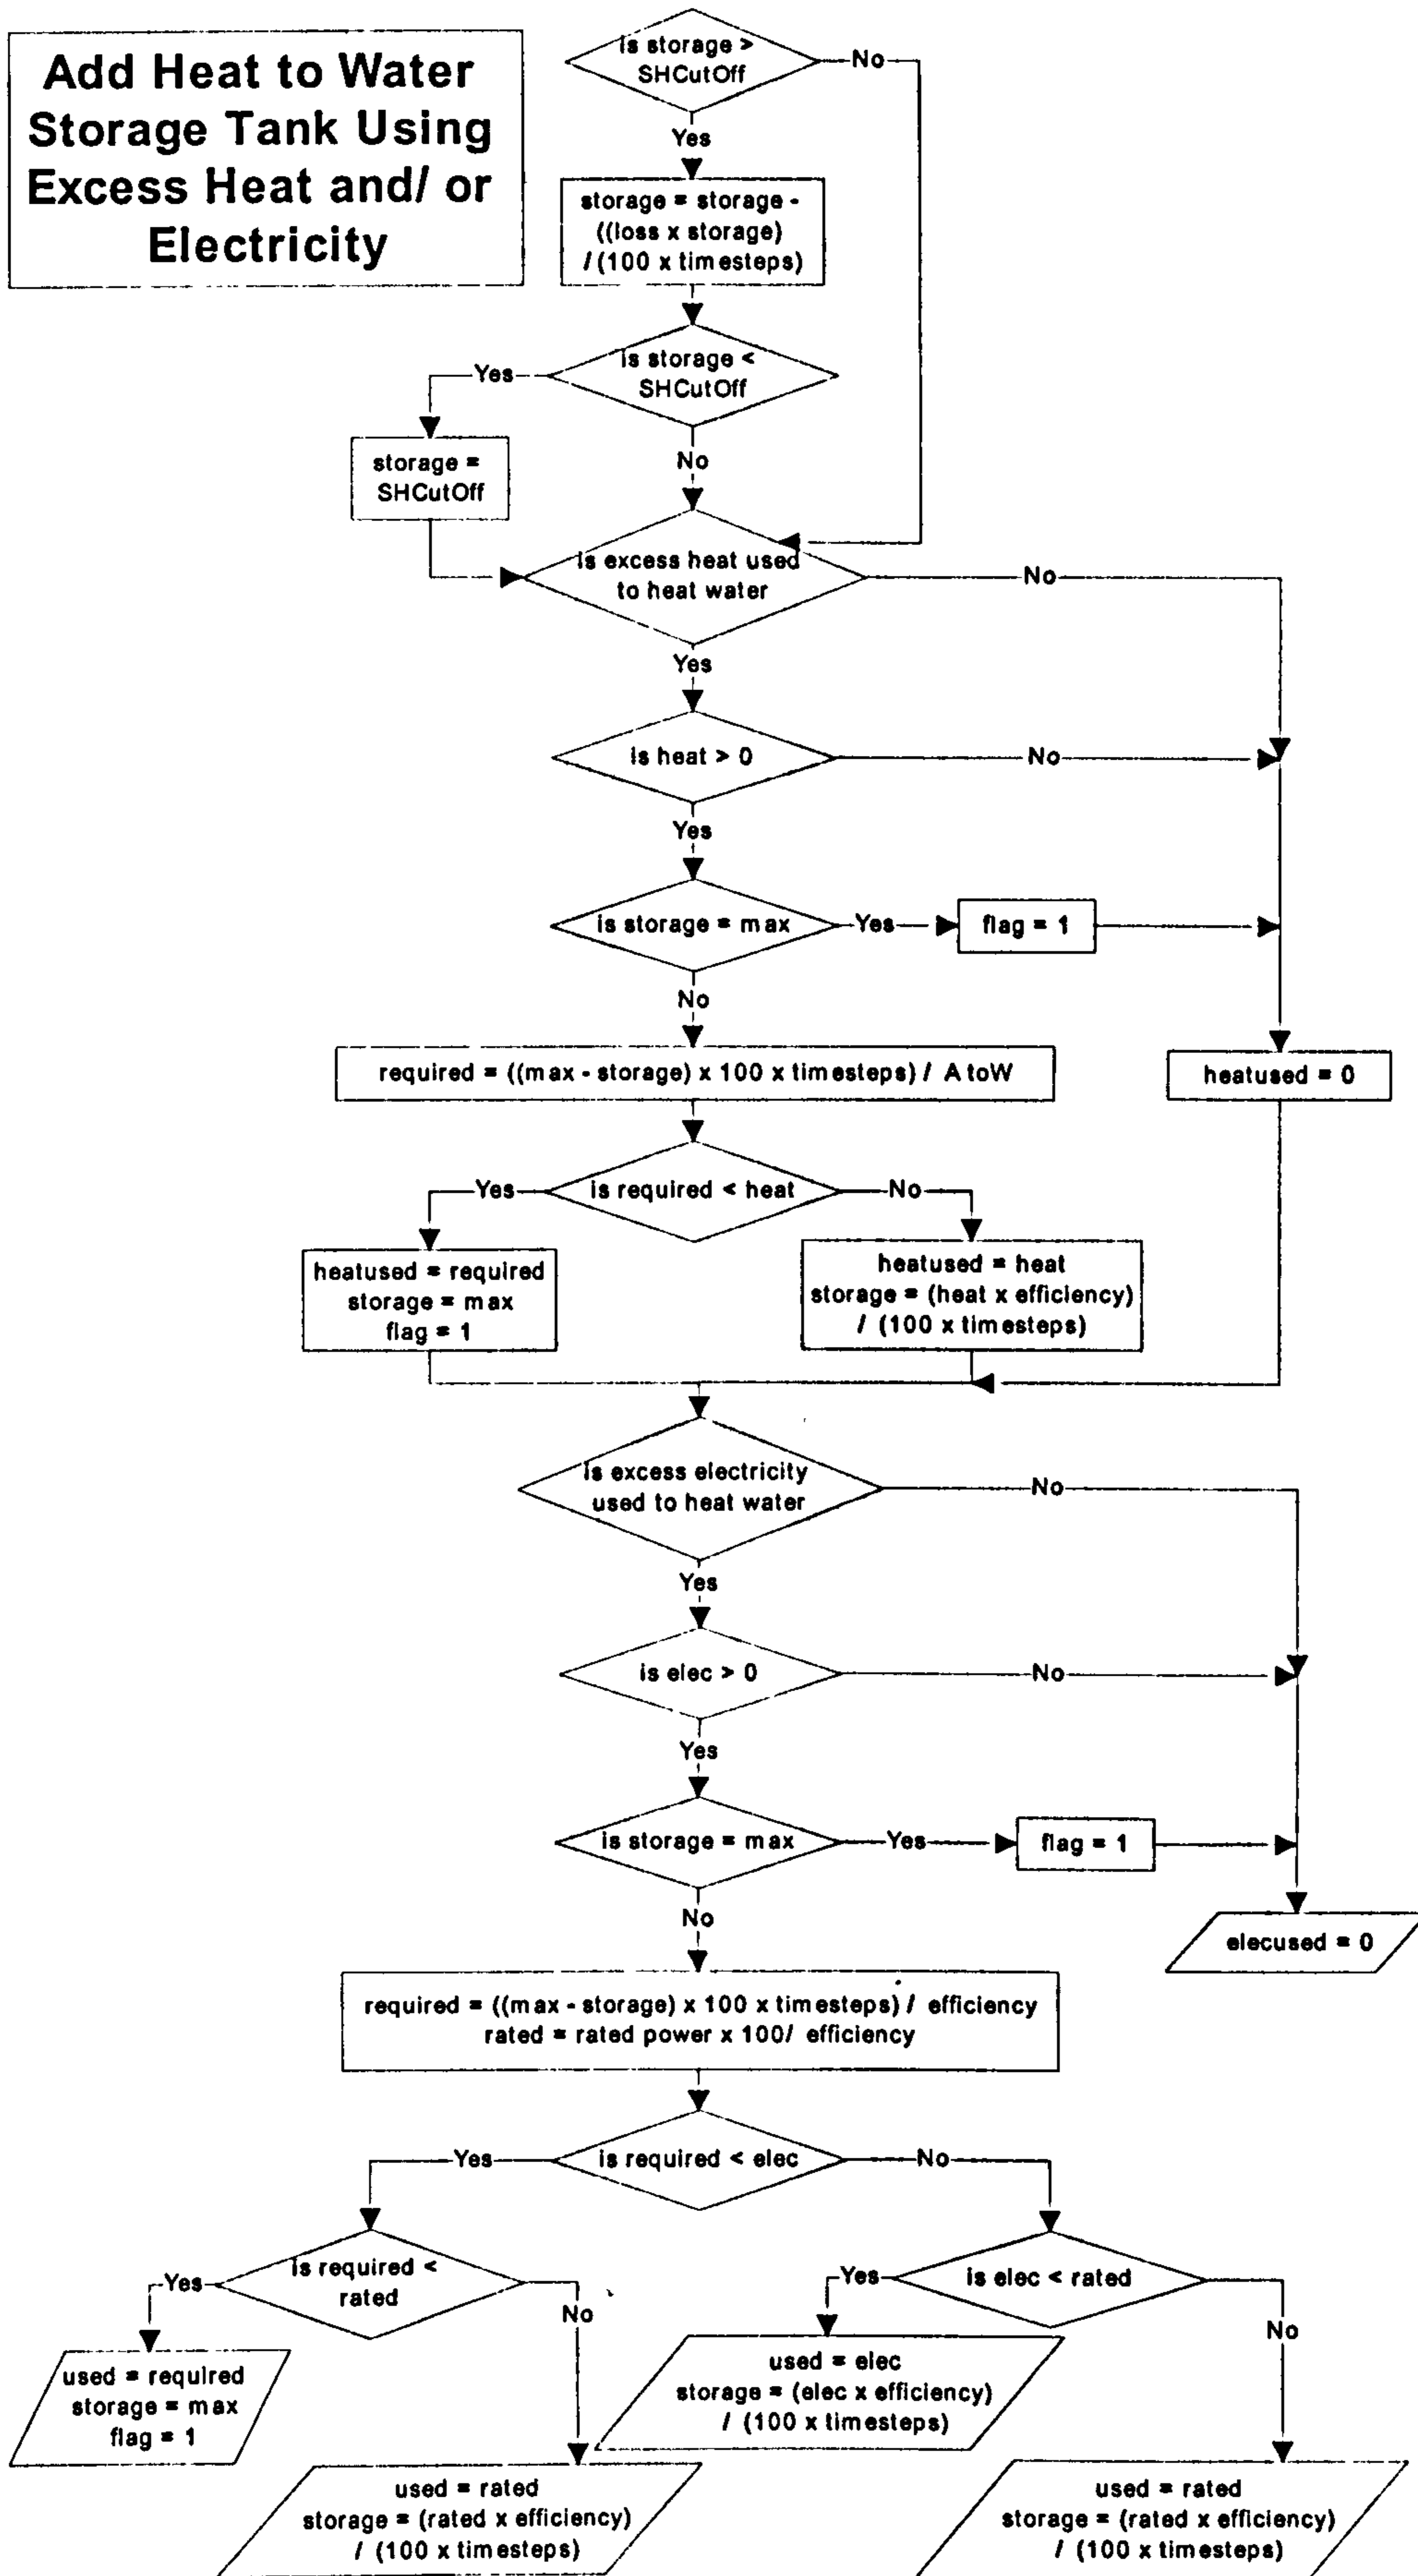 Add Heat to Water
Storage Tank Using
Excess Heat and/ or
Electricity
is storage >
SHCutOff
No
Yes
storage = storage -
((loss x storage)
/ (100 x timesteps)
is storage <
SHCutOff
Yes
No
storage =
SHCutOff
is excess heat used
to heat water
No
Yes
is heat > 0
No
Yes
is storage = max
Yes
flag = 1
No
required = ((max - storage) x 100 x timesteps) / AtoW
heatused = 0
is required < heat
Yes
No
heatused = required
storage = max
flag = 1
heatused = heat
storage = (heat x efficiency)
/ (100 x timesteps)
is excess electricity
used to heat water
No
Yes
is elec > 0
No
Yes
is storage = max
Yes
flag = 1
No
elecused = 0
required = ((max - storage) x 100 x timesteps) / efficiency
rated = rated power x 100/ efficiency
is required < elec
Yes
No
is required <
rated
Yes
No
is elec < rated
Yes
No
used = required
storage = max
flag = 1
used = elec
storage = (elec x efficiency)
/ (100 x timesteps)
used = rated
storage = (rated x efficiency)
/ (100 x timesteps)
used = rated
storage = (rated x efficiency)
/ (100 x timesteps)